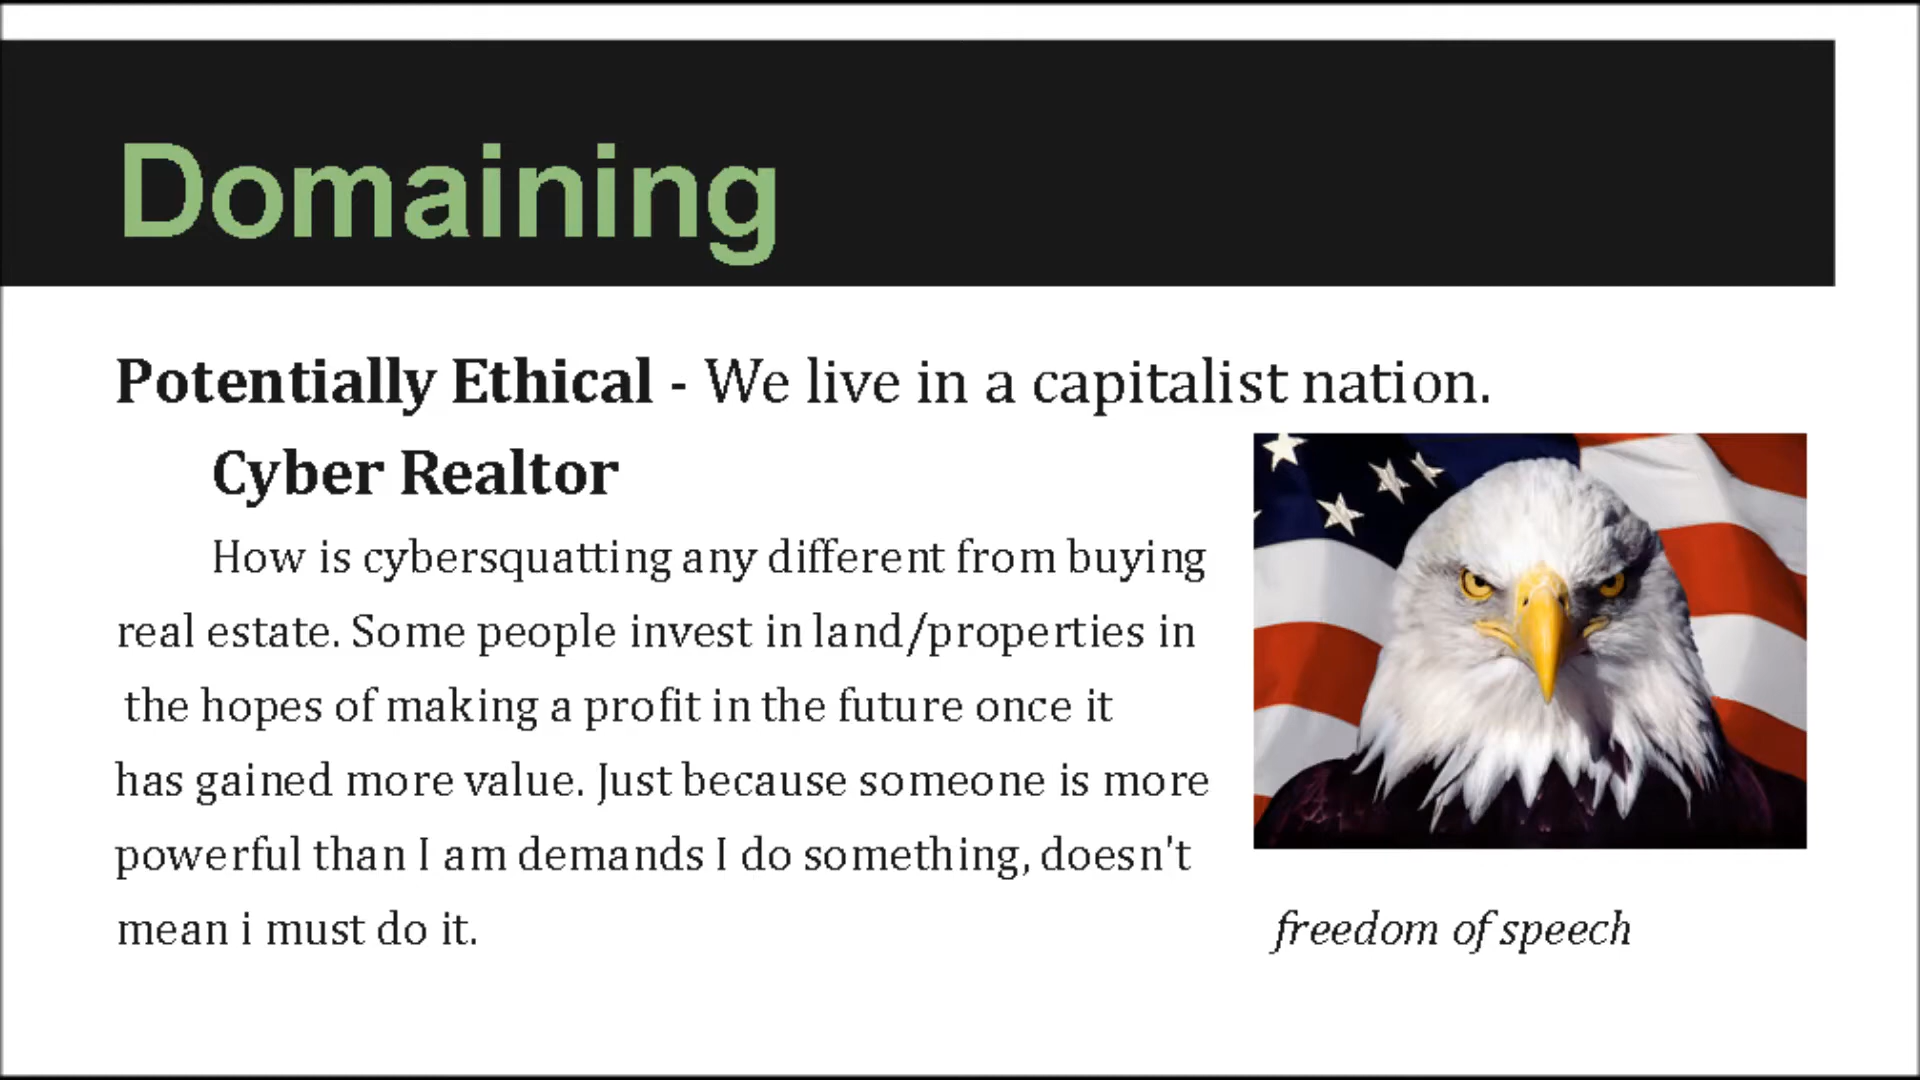 Domaining
Potentially Ethical - We live in a capitalist nation.
Cyber Realtor
How is cybersquatting any different from buying
real estate. Some people invest in land/properties in
the hopes of making a profit in the future once it
has gained more value. Just because someone is more
powerful than I am demands I do something, doesn't
mean i must do it.
freedom of speech